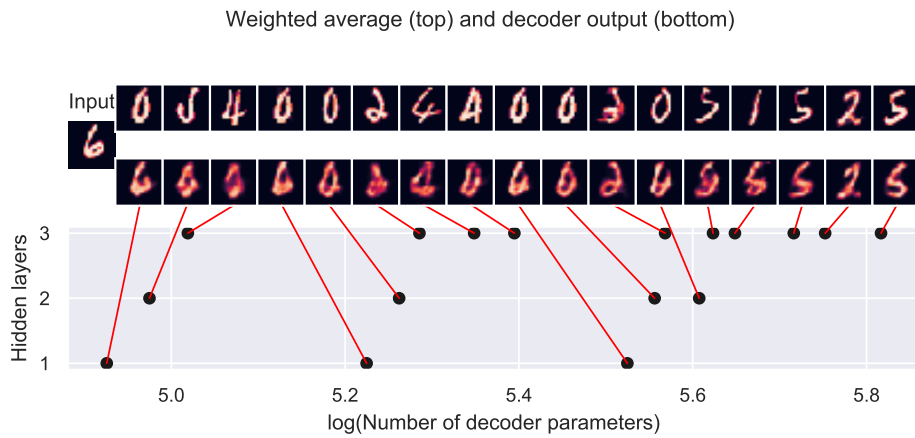 Weighted average (top) and decoder output (bottom)
Input
Hidden layers
3
2
1
5.0 5.2 5.4 5.6 5.8
log(Number of decoder parameters)